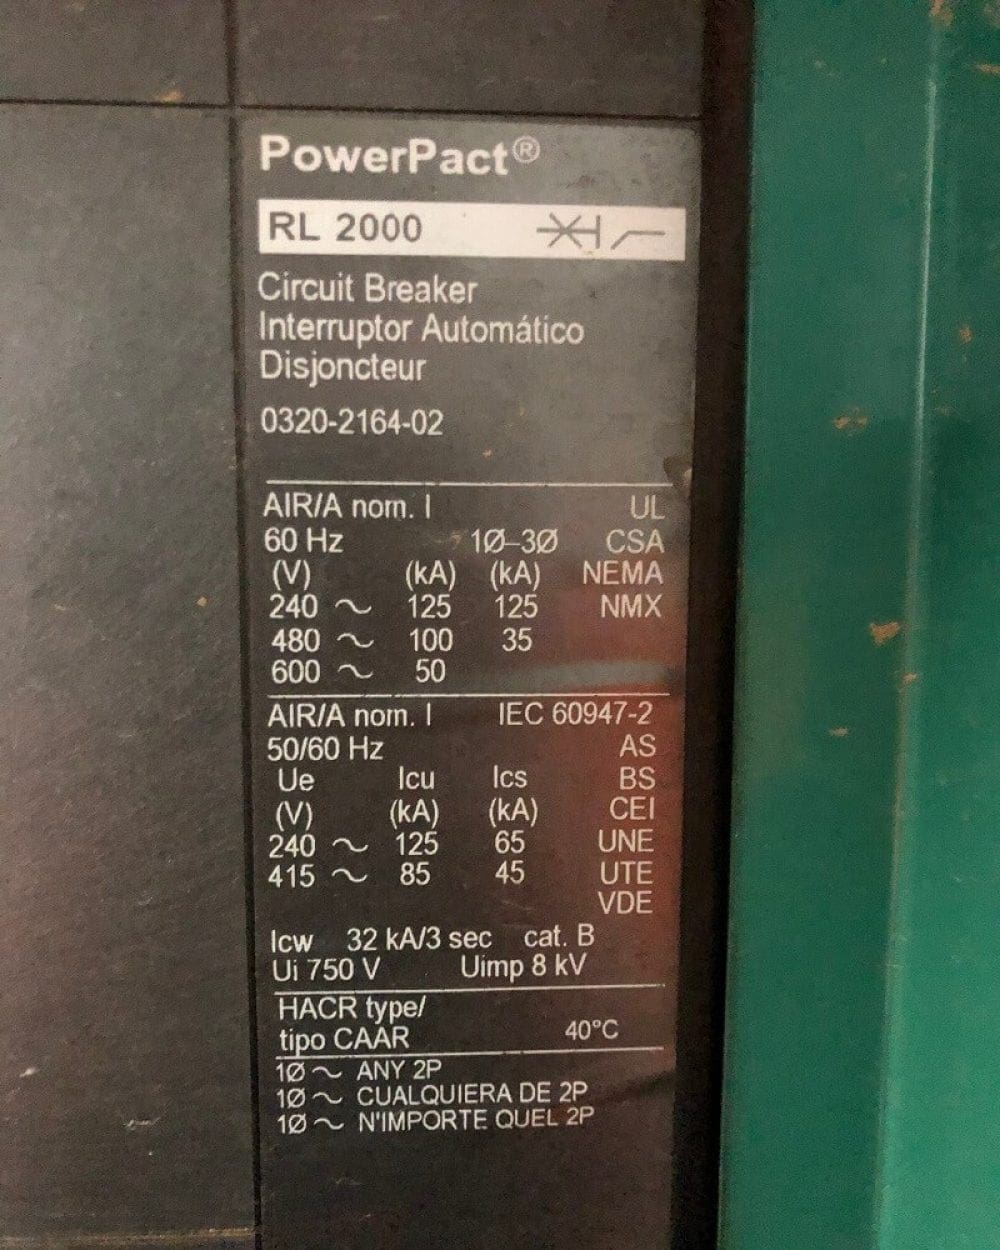 PowerPact®
RL 2000
Circuit Breaker
Interruptor Automático
Disjoncteur
0320-2164-02
AIR/A nom. I UL
60 Hz 1Ø–3Ø CSA
(V) (kA) (kA) NEMA
240 ~ 125 125 NMX
480 ~ 100 35
600 ~ 50
AIR/A nom. I IEC 60947-2
50/60 Hz AS
Ue Icu Ics BS
(V) (kA) (kA) CEI
240 ~ 125 65 UNE
415 ~ 85 45 UTE
VDE
Icw 32 kA/3 sec cat. B
Ui 750 V Uimp 8 kV
HACR type/
tipo CAAR 40°C
1Ø ~ ANY 2P
1Ø ~ CUALQUIERA DE 2P
1Ø ~ N'IMPORTE QUEL 2P